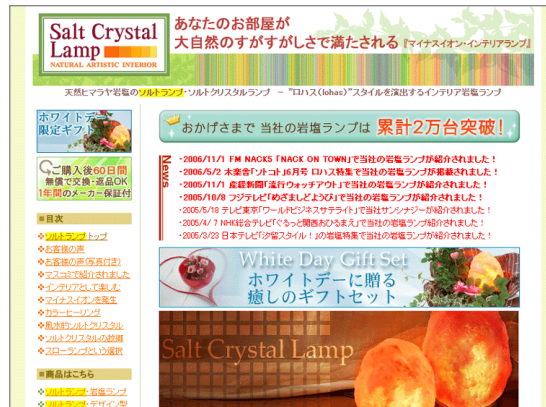 Salt Crystal
Lamp
NATURAL ARTISTIC INTERIOR
あなたのお部屋が
大自然のすがすがしさで満たされる『マイナスイオン・インテリアランプ』
天然ヒマラヤ岩塩のソルトランプ・ソルトクリスタルランプ － "ロハス(lohas)"スタイルを演出するインテリア岩塩ランプ
ホワイトデー
限定ギフト
ご購入後60日間
無償で交換・返品OK
1年間のメーカー保証付
目次
ソルトランプトップ
お客様の声
お客様の声(写真付き)
マスコミで紹介されました
インテリアとして楽しむ
マイナスイオンを発生
カラーヒーリング
風水的ソルトクリスタル
ソルトクリスタルの故郷
スローランプという選択
商品はこちら
ソルトランプ・岩塩ランプ
ソルトランプ・デザイン型
おかげさまで 当社の岩塩ランプは 累計2万台突破!
News
・2006/11/1 FM NACK5 「NACK ON TOWN」で当社の岩塩ランプが紹介されました!
・2006/5/2 木楽舎「ソトコト」6月号 ロハス特集で当社の岩塩ランプが掲載されました!
・2005/11/1 産経新聞「流行ウォッチアウト」で当社の岩塩ランプが紹介されました!
・2005/10/8 フジテレビ「めざましどようび」で当社の岩塩ランプが紹介されました!
・2005/5/18 テレビ東京「ワールドビジネスサテライト」で当社サンシナジーが紹介されました!
・2005/4/7 NHK総合テレビ「ぐるっと関西おひるまえ」で当社の岩塩ランプが紹介されました!
・2005/3/23 日本テレビ「汐留スタイル!」の岩塩特集で当社の岩塩ランプが紹介されました!
White Day Gift Set
ホワイトデーに贈る
癒しのギフトセット
Salt Crystal Lamp